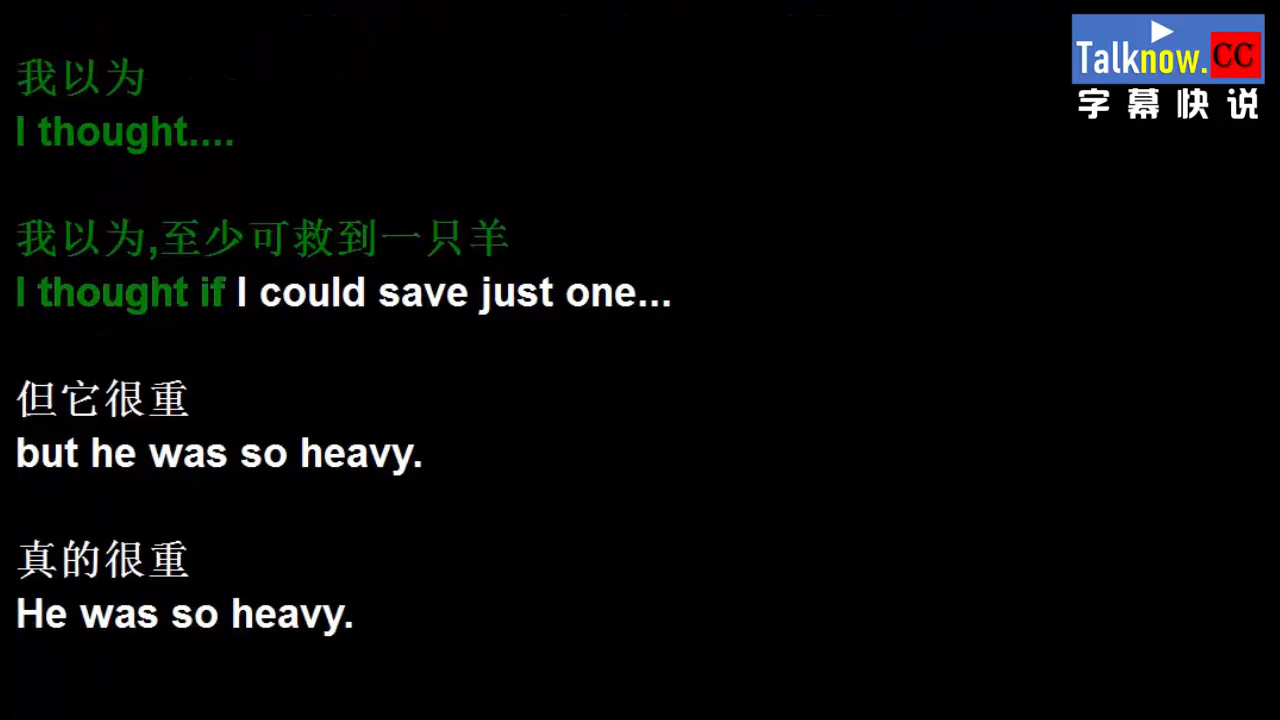 Talknow.CC
字幕快说
我以为
I thought....
我以为,至少可救到一只羊
I thought if I could save just one...
但它很重
but he was so heavy.
真的很重
He was so heavy.